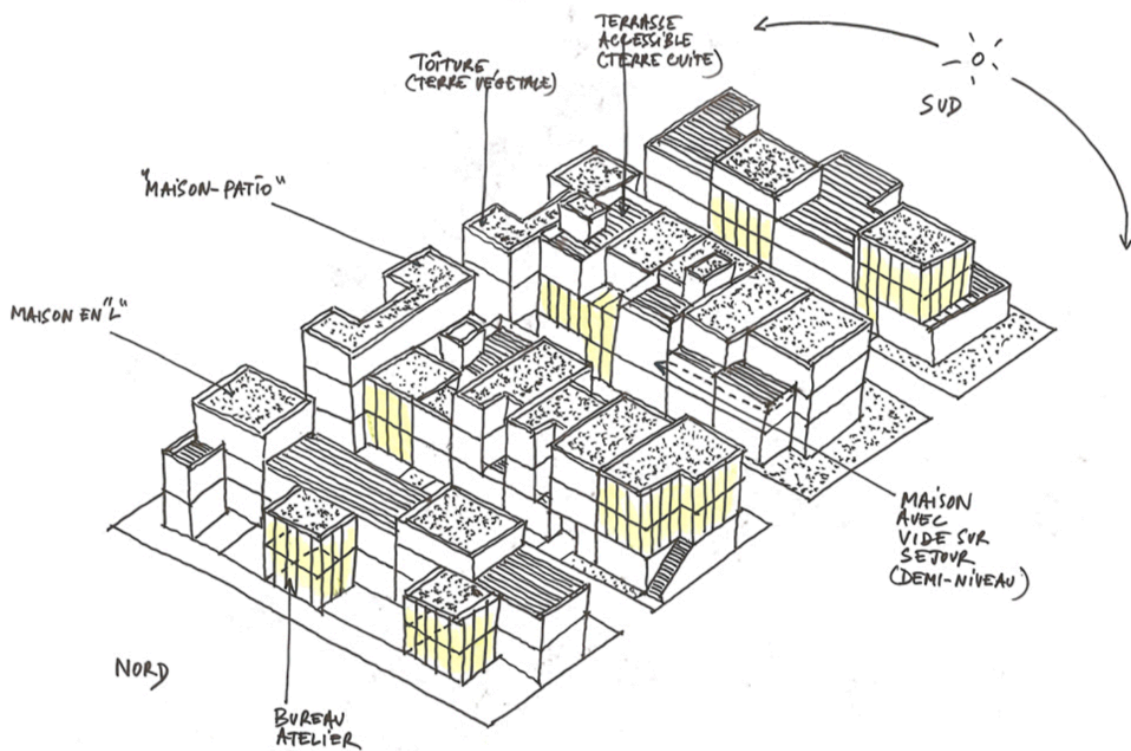 TERRASSE
ACCESSIBLE
(TERRE CUITE)
TOITURE
(TERRE VÉGÉTALE)
SUD
"MAISON-PATIO"
MAISON EN "L"
MAISON
AVEC
VIDE SUR
SEJOUR
(DEMI-NIVEAU)
NORD
BUREAU
ATELIER